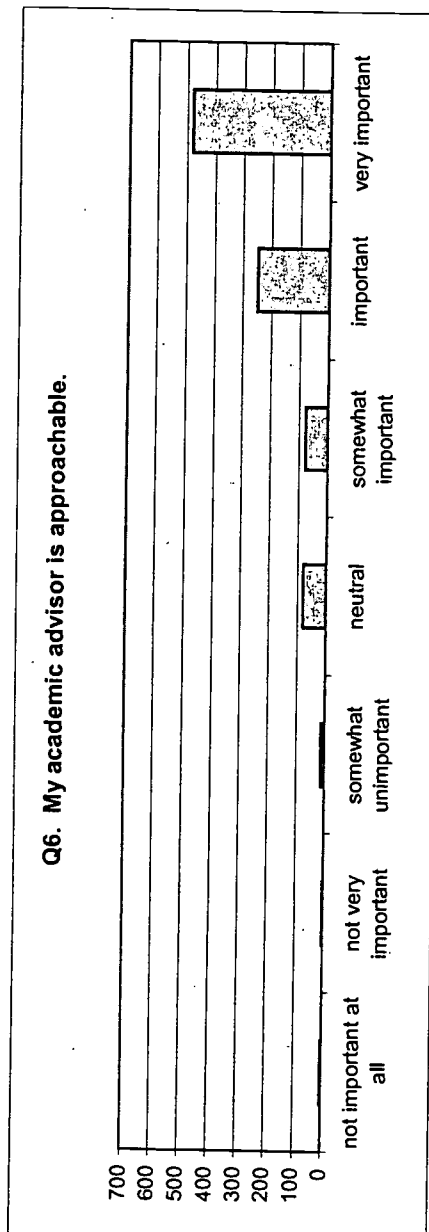 Q6. My academic advisor is approachable.
700
600
500
400
300
200
100
0
not important at
all
not very
important
somewhat
unimportant
neutral
somewhat
important
important
very important